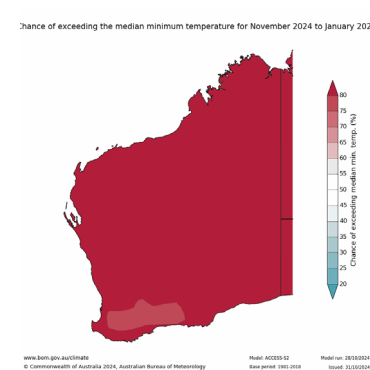 Chance of exceeding the median minimum temperature for November 2024 to January 202
80
75
70
65
60
55
50
45
40
35
30
25
20
Chance of exceeding median min. temp. (%)
www.bom.gov.au/climate
© Commonwealth of Australia 2024, Australian Bureau of Meteorology
Model: ACCESS-S2
Base period: 1981-2018
Model run: 28/10/2024
Issued: 31/10/2024